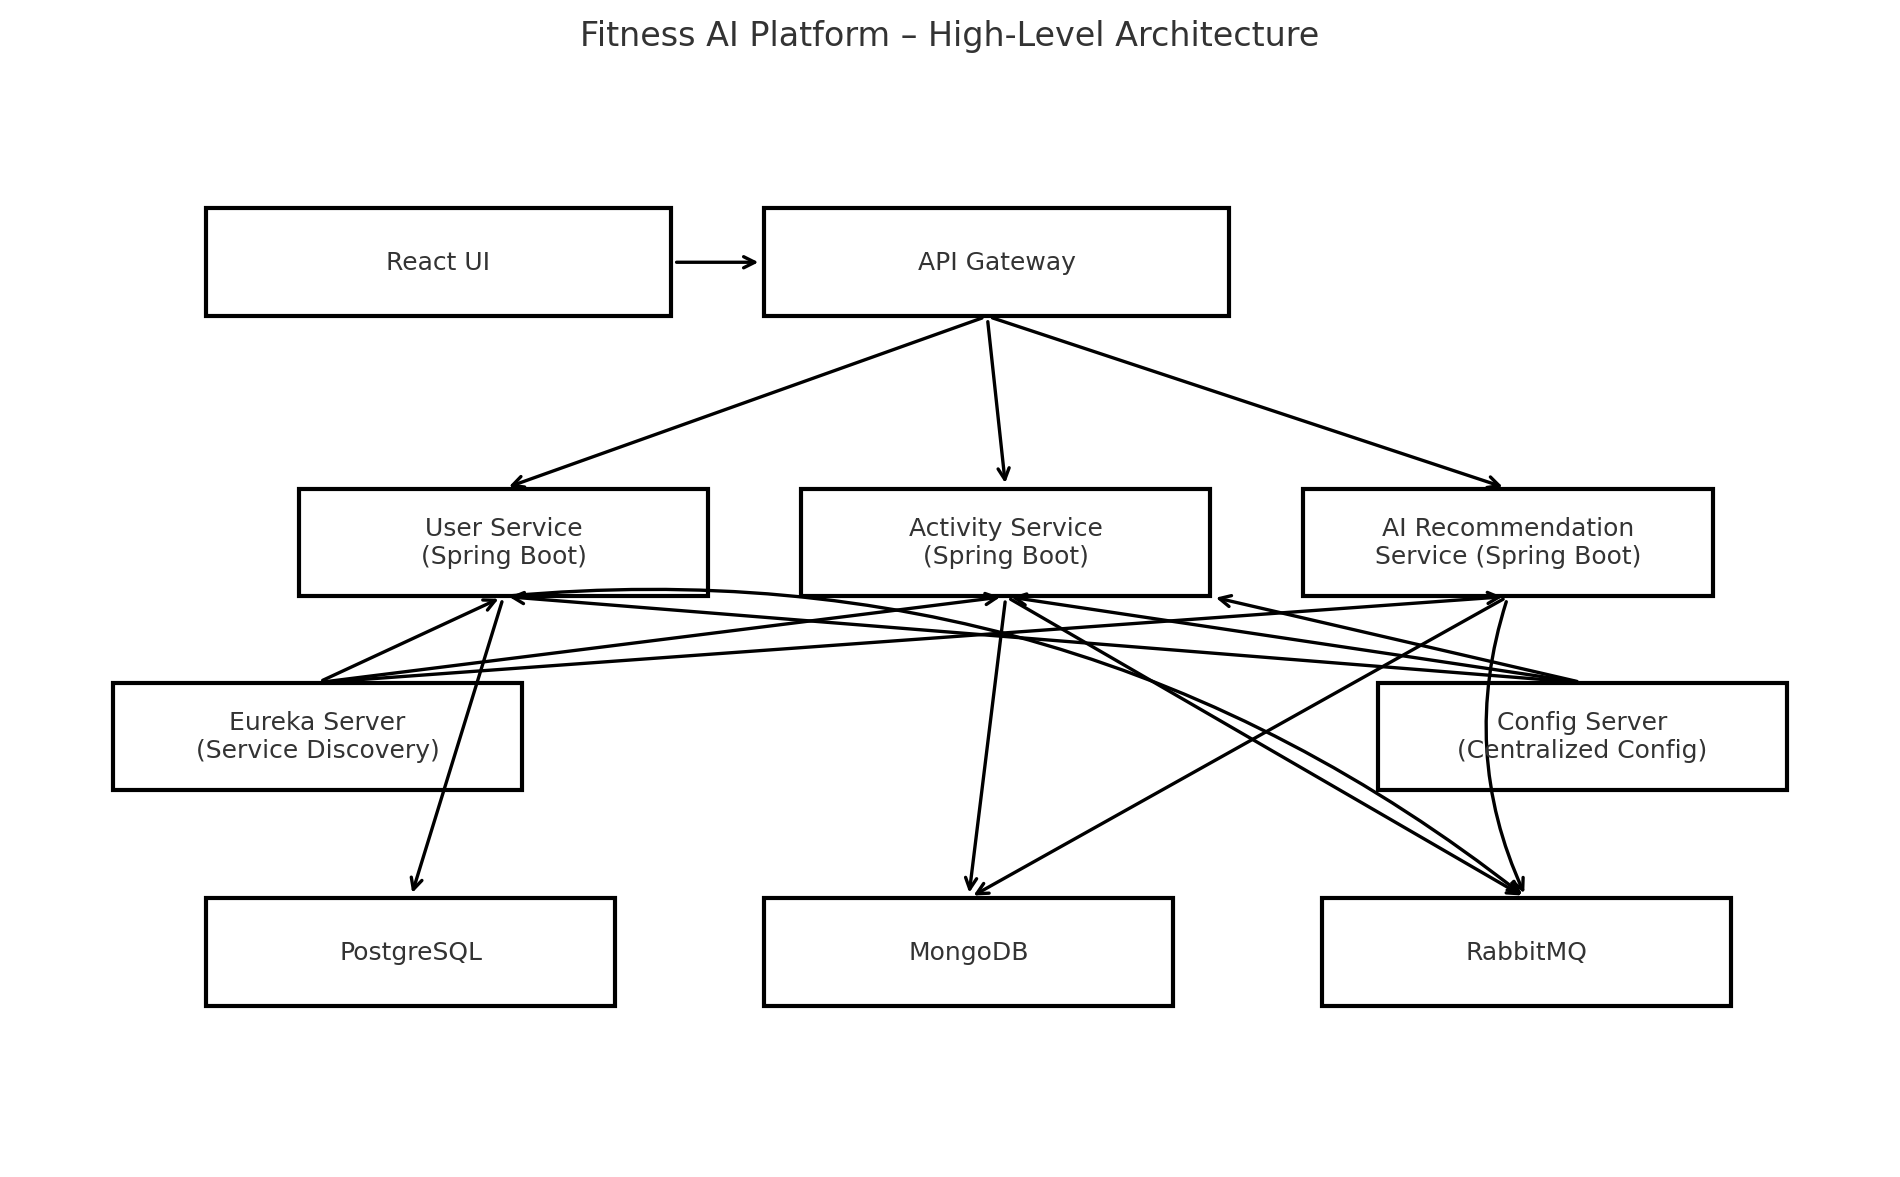 Fitness AI Platform – High-Level Architecture
React UI
API Gateway
User Service
(Spring Boot)
Activity Service
(Spring Boot)
AI Recommendation
Service (Spring Boot)
Eureka Server
(Service Discovery)
Config Server
(Centralized Config)
PostgreSQL
MongoDB
RabbitMQ